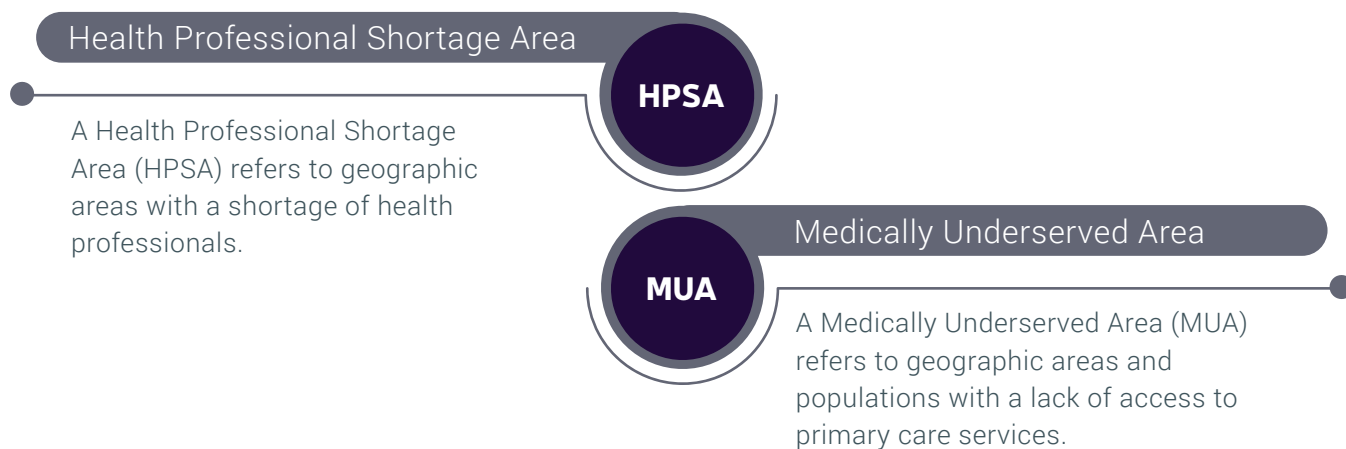 Health Professional Shortage Area
HPSA
A Health Professional Shortage
Area (HPSA) refers to geographic
areas with a shortage of health
professionals.
Medically Underserved Area
MUA
A Medically Underserved Area (MUA)
refers to geographic areas and
populations with a lack of access to
primary care services.